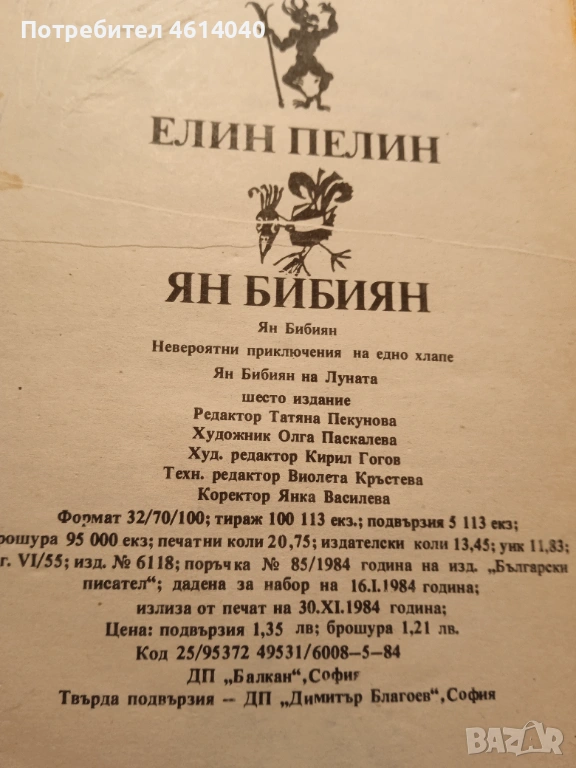 Потребител 4614040
ЕЛИН ПЕЛИН
ЯН БИБИЯН
Ян Бибиян
Невероятни приключения на едно хлапе
Ян Бибиян на Луната
шесто издание
Редактор Татяна Пекунова
Художник Олга Паскалева
Худ. редактор Кирил Гогов
Техн. редактор Виолета Кръстева
Коректор Янка Василева
Формат 32/70/100; тираж 100 113 екз.; подвързия 5 113 екз;
рошура 95 000 екз; печатни коли 20,75; издателски коли 13,45; уик 11,83;
г. VI/55; изд. № 6118; поръчка № 85/1984 година на изд. „Български
писател“; дадена за набор на 16.I.1984 година;
излиза от печат на 30.XI.1984 година;
Цена: подвързия 1,35 лв; брошура 1,21 лв.
Код 25/95372 49531/6008–5–84
ДП „Балкан“, София
Твърда подвързия — ДП „Димитър Благоев“, София
BAZAR